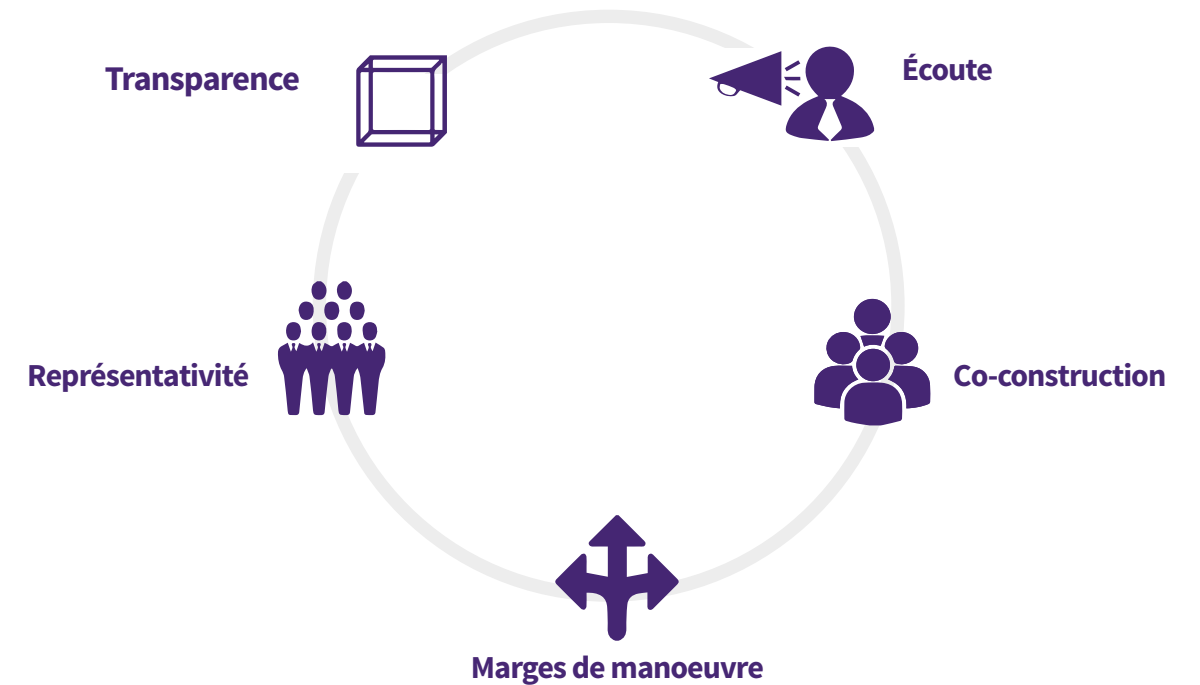 Transparence
Écoute
Représentativité
Co-construction
Marges de manoeuvre